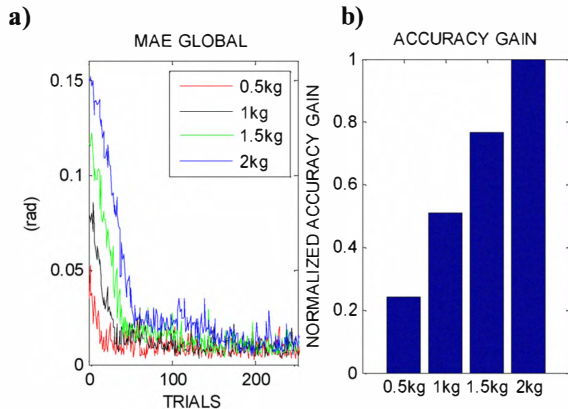 a)
MAE GLOBAL
0.15
0.1
0.05
0
(rad)
0.5kg
1kg
1.5kg
2kg
0
100
200
TRIALS
b)
ACCURACY GAIN
1
0.8
0.6
0.4
0.2
0
NORMALIZED ACCURACY GAIN
0.5kg 1kg 1.5kg 2kg